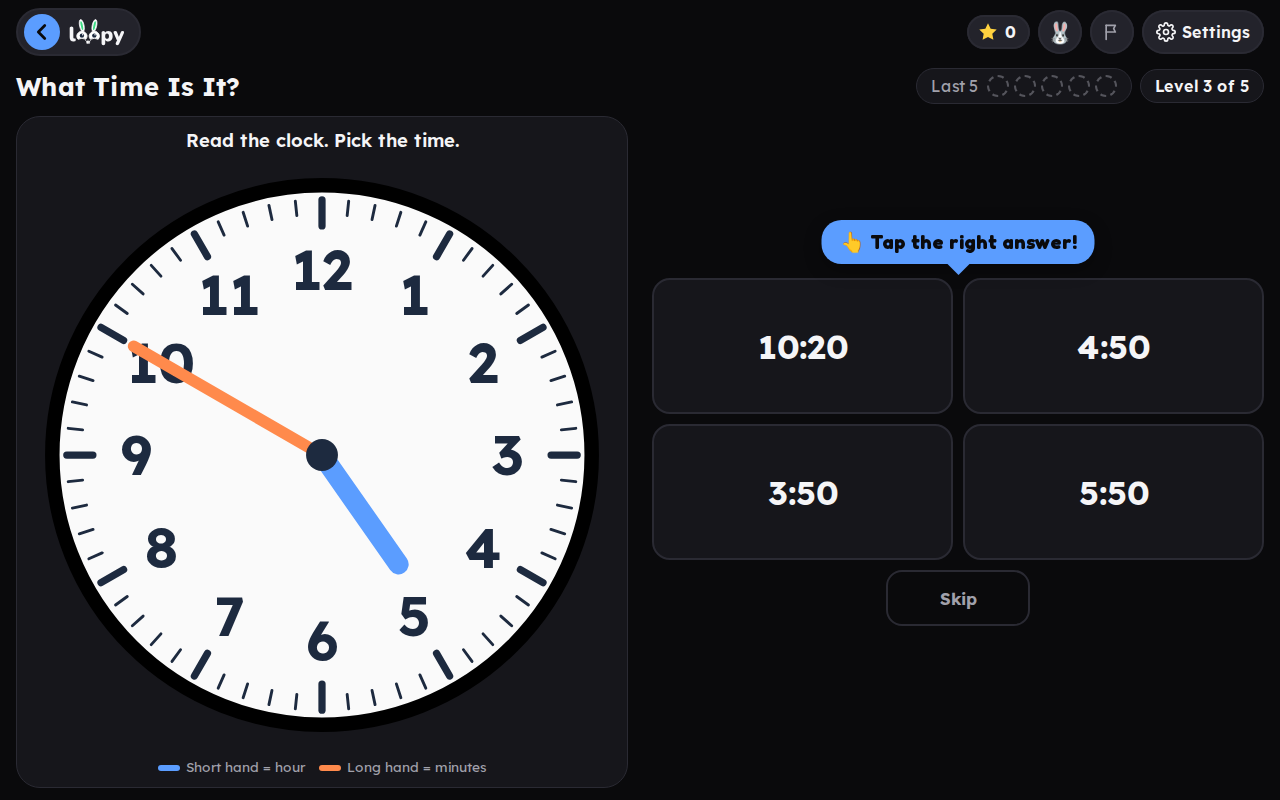 loopy
0
Settings
What Time Is It?
Last 5
Level 3 of 5
Read the clock. Pick the time.
12
11
1
10
2
9
3
8
4
7
5
6
Short hand = hour
Long hand = minutes
👆 Tap the right answer!
10:20
4:50
3:50
5:50
Skip